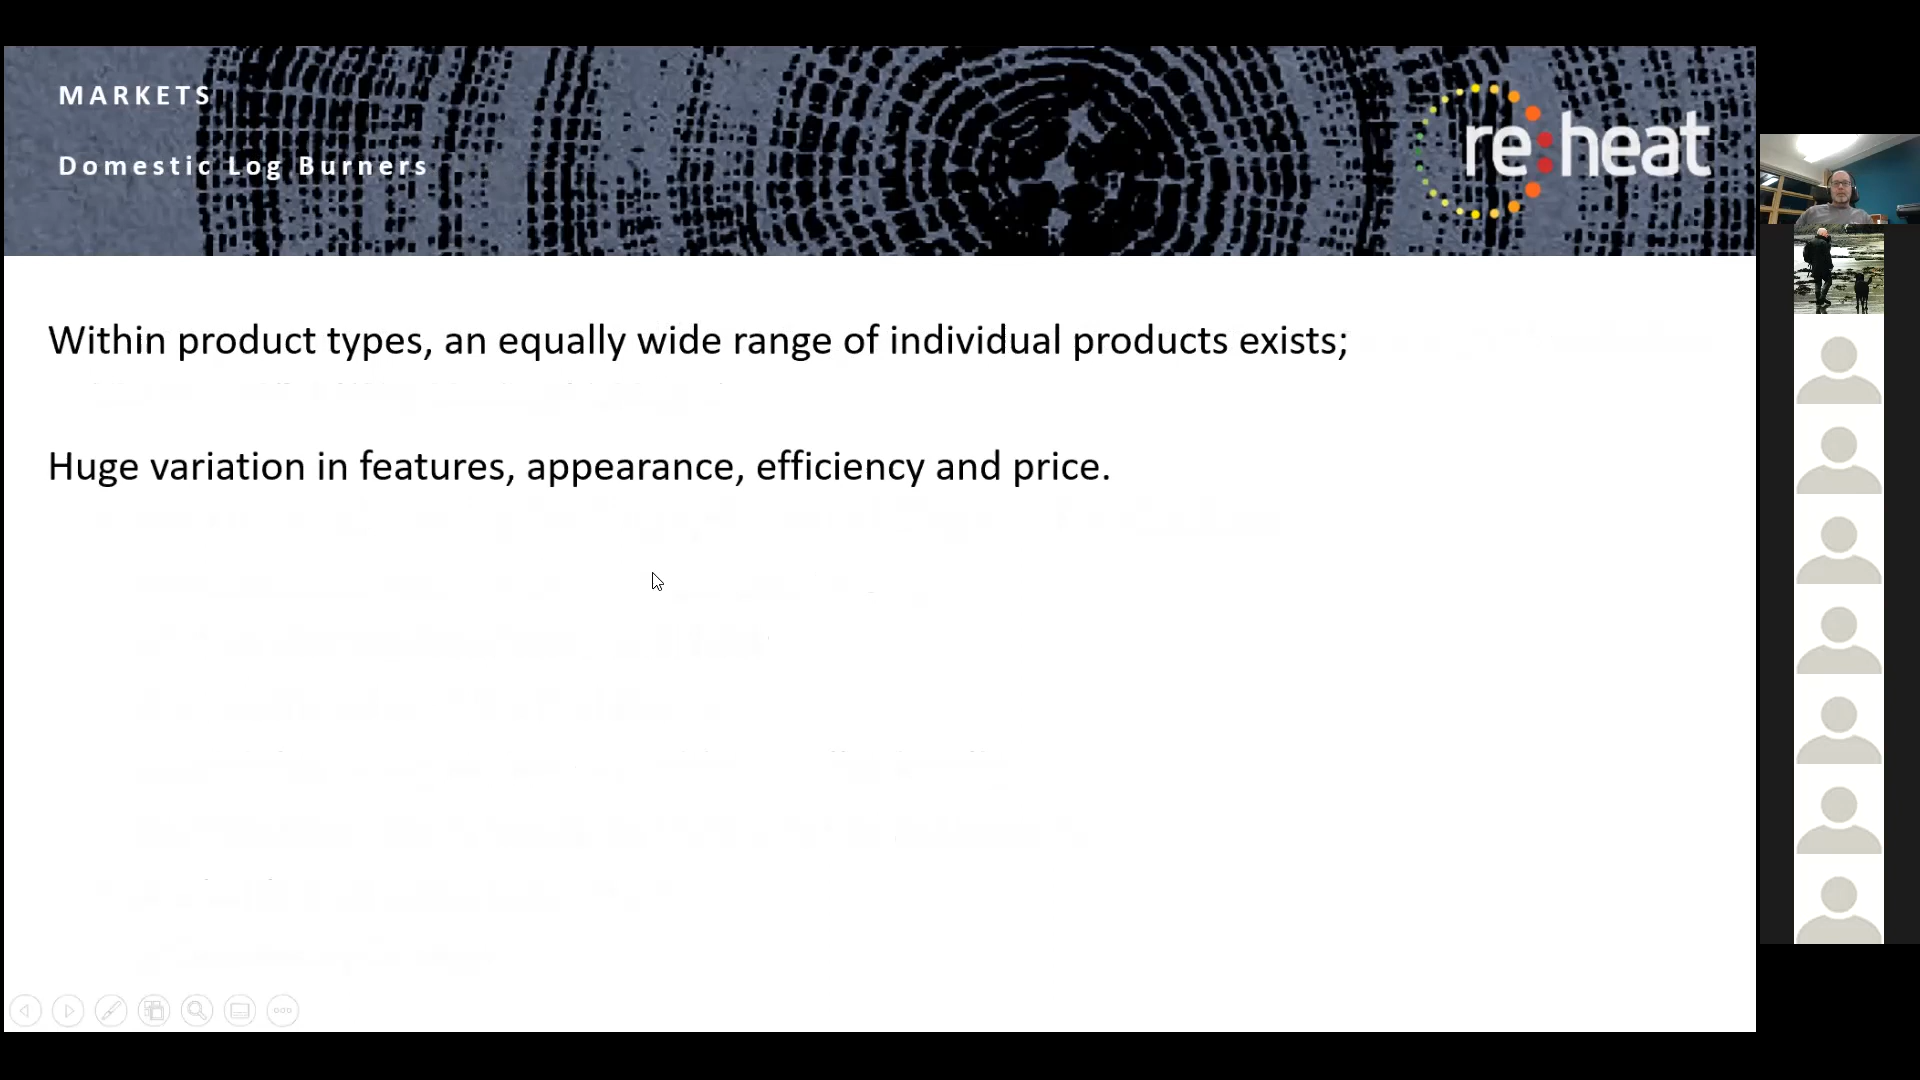 MARKETS
Domestic Log Burners
re:heat
Within product types, an equally wide range of individual products exists;
Huge variation in features, appearance, efficiency and price.